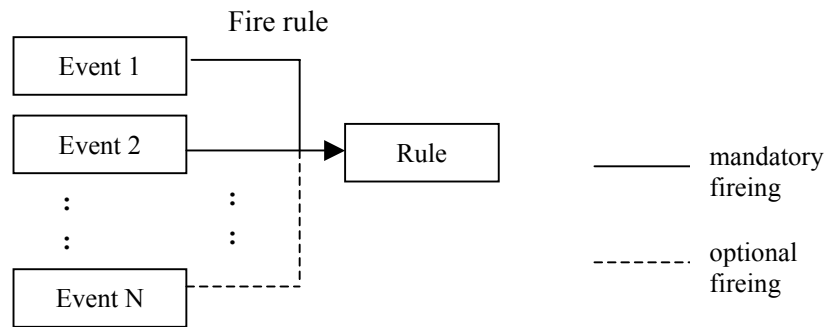 Fire rule
Event 1
Event 2
Rule
:
:
:
:
Event N
mandatory
fireing
optional
fireing